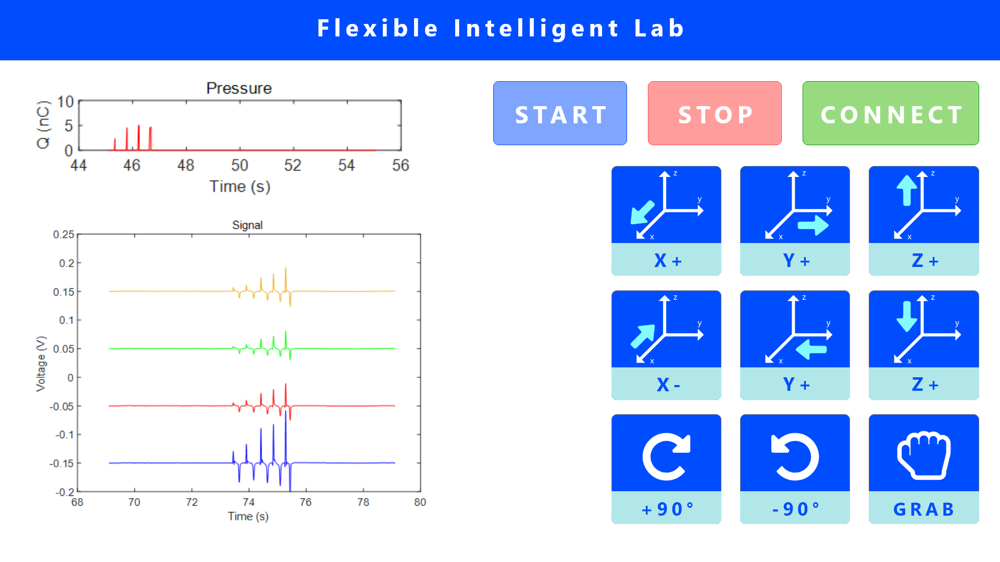 Flexible Intelligent Lab
Pressure
Q (nC)
10
5
0
44 46 48 50 52 54 56
Time (s)
Signal
Voltage (V)
0.25
0.2
0.15
0.1
0.05
0
-0.05
-0.1
-0.15
-0.2
68 70 72 74 76 78 80
Time (s)
START STOP CONNECT
z y x
z y x
z y x
X + Y + Z +
z y x
z y x
z y x
X - Y + Z +
+90° -90° GRAB